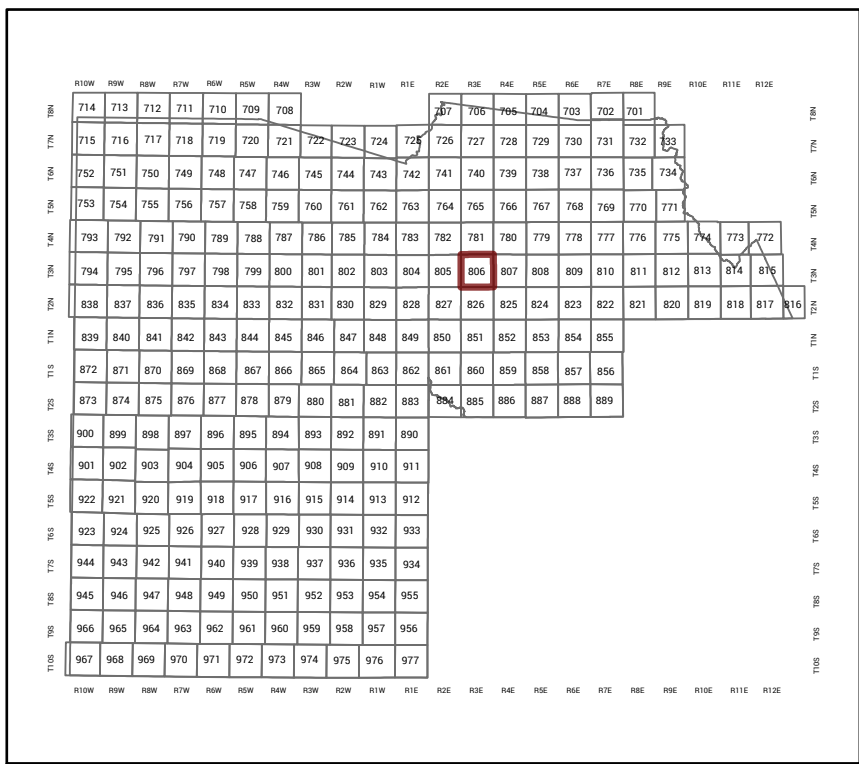 R10W R9W R8W R7W R6W R5W R4W R3W R2W R1W R1E R2E R3E R4E R5E R6E R7E R8E R9E R10E R11E R12E
T8N 714 713 712 711 710 709 708 707 706 705 704 703 702 701 T8N
T7N 715 716 717 718 719 720 721 722 723 724 725 726 727 728 729 730 731 732 733 T7N
T6N 752 751 750 749 748 747 746 745 744 743 742 741 740 739 738 737 736 735 734 T6N
T5N 753 754 755 756 757 758 759 760 761 762 763 764 765 766 767 768 769 770 771 T5N
T4N 793 792 791 790 789 788 787 786 785 784 783 782 781 780 779 778 777 776 775 774 773 772 T4N
T3N 794 795 796 797 798 799 800 801 802 803 804 805 806 807 808 809 810 811 812 813 814 815 T3N
T2N 838 837 836 835 834 833 832 831 830 829 828 827 826 825 824 823 822 821 820 819 818 817 816 T2N
T1N 839 840 841 842 843 844 845 846 847 848 849 850 851 852 853 854 855 T1N
T1S 872 871 870 869 868 867 866 865 864 863 862 861 860 859 858 857 856 T1S
T2S 873 874 875 876 877 878 879 880 881 882 883 884 885 886 887 888 889 T2S
T3S 900 899 898 897 896 895 894 893 892 891 890 T3S
T4S 901 902 903 904 905 906 907 908 909 910 911 T4S
T5S 922 921 920 919 918 917 916 915 914 913 912 T5S
T6S 923 924 925 926 927 928 929 930 931 932 933 T6S
T7S 944 943 942 941 940 939 938 937 936 935 934 T7S
T8S 945 946 947 948 949 950 951 952 953 954 955 T8S
T9S 966 965 964 963 962 961 960 959 958 957 956 T9S
T10S 967 968 969 970 971 972 973 974 975 976 977 T10S
R10W R9W R8W R7W R6W R5W R4W R3W R2W R1W R1E R2E R3E R4E R5E R6E R7E R8E R9E R10E R11E R12E